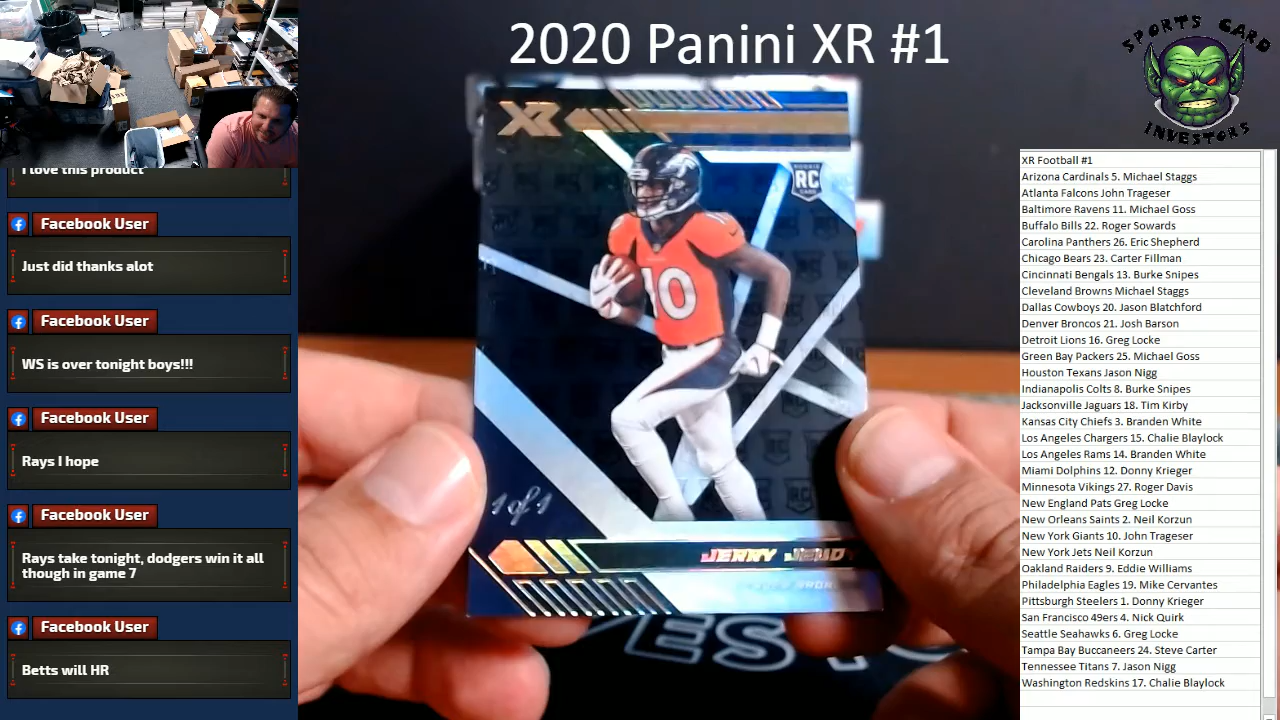 2020 Panini XR #1
SPORTS CARD
INVESTORS
I love this product
Facebook User
Just did thanks alot
Facebook User
WS is over tonight boys!!!
Facebook User
Rays I hope
Facebook User
Rays take tonight, dodgers win it all
though in game 7
Facebook User
Betts will HR
XR
ROOKIE
RC
CARD
10
10
1 of 1
JERRY JEUDY
XR Football #1
Arizona Cardinals 5. Michael Staggs
Atlanta Falcons John Trageser
Baltimore Ravens 11. Michael Goss
Buffalo Bills 22. Roger Sowards
Carolina Panthers 26. Eric Shepherd
Chicago Bears 23. Carter Fillman
Cincinnati Bengals 13. Burke Snipes
Cleveland Browns Michael Staggs
Dallas Cowboys 20. Jason Blatchford
Denver Broncos 21. Josh Barson
Detroit Lions 16. Greg Locke
Green Bay Packers 25. Michael Goss
Houston Texans Jason Nigg
Indianapolis Colts 8. Burke Snipes
Jacksonville Jaguars 18. Tim Kirby
Kansas City Chiefs 3. Branden White
Los Angeles Chargers 15. Chalie Blaylock
Los Angeles Rams 14. Branden White
Miami Dolphins 12. Donny Krieger
Minnesota Vikings 27. Roger Davis
New England Pats Greg Locke
New Orleans Saints 2. Neil Korzun
New York Giants 10. John Trageser
New York Jets Neil Korzun
Oakland Raiders 9. Eddie Williams
Philadelphia Eagles 19. Mike Cervantes
Pittsburgh Steelers 1. Donny Krieger
San Francisco 49ers 4. Nick Quirk
Seattle Seahawks 6. Greg Locke
Tampa Bay Buccaneers 24. Steve Carter
Tennessee Titans 7. Jason Nigg
Washington Redskins 17. Chalie Blaylock